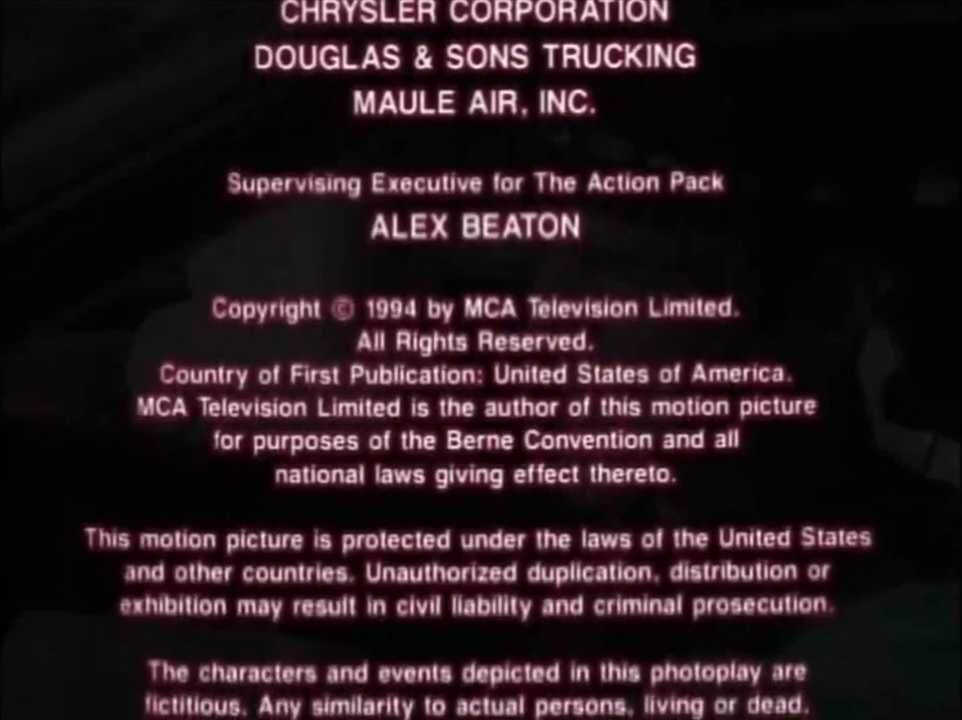 CHRYSLER CORPORATION
DOUGLAS & SONS TRUCKING
MAULE AIR, INC.
Supervising Executive for The Action Pack
ALEX BEATON
Copyright © 1994 by MCA Television Limited.
All Rights Reserved.
Country of First Publication: United States of America.
MCA Television Limited is the author of this motion picture
for purposes of the Berne Convention and all
national laws giving effect thereto.
This motion picture is protected under the laws of the United States
and other countries. Unauthorized duplication, distribution or
exhibition may result in civil liability and criminal prosecution.
The characters and events depicted in this photoplay are
fictitious. Any similarity to actual persons, living or dead,